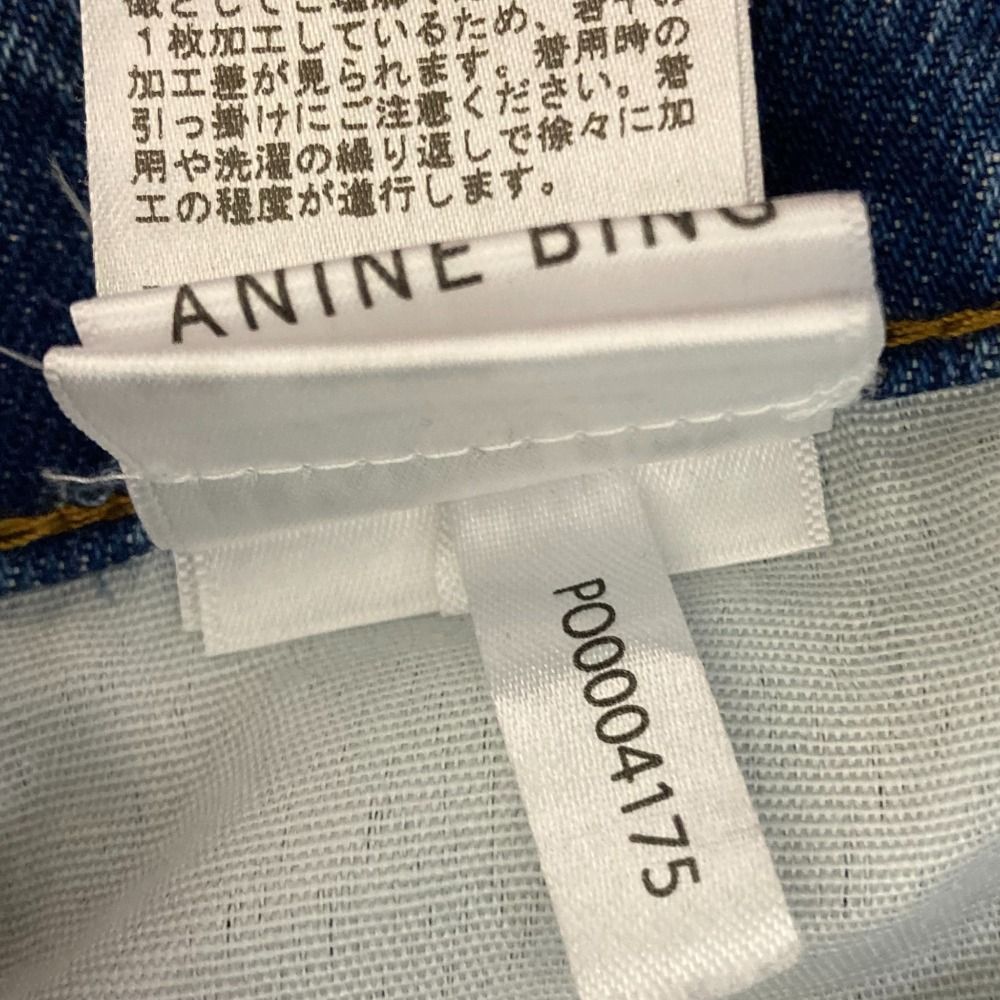 1枚加工しているため、着用時の
加工差が見られます。着用時の着
引っ掛けにご注意ください。
用や洗濯の繰り返しで徐々に加
工の程度が進行します。
ANINE BING
PO0004175